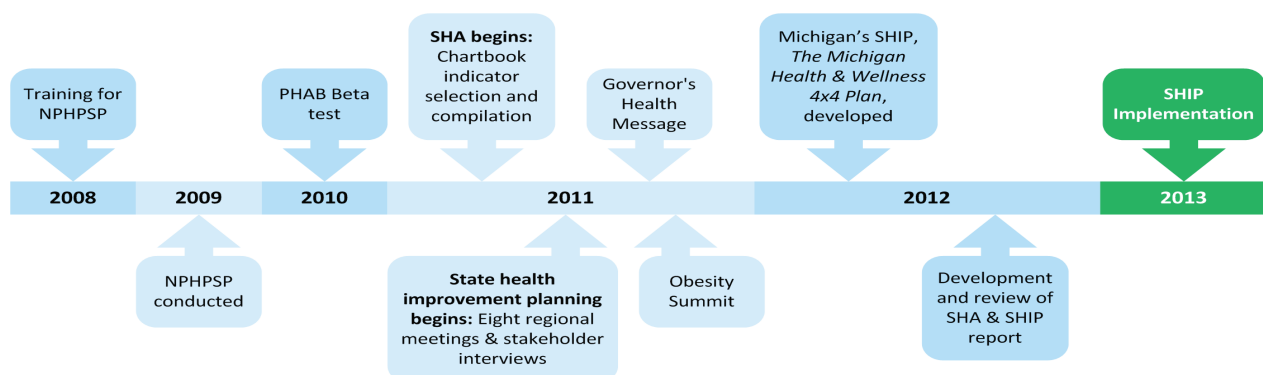 Training for
NPHPSP
PHAB Beta
test
SHA begins:
Chartbook
indicator
selection and
compilation
Governor's
Health
Message
Michigan’s SHIP,
The Michigan
Health & Wellness
4x4 Plan,
developed
SHIP
Implementation
2008
2009
2010
2011
2012
2013
NPHPSP
conducted
State health
improvement planning
begins: Eight regional
meetings & stakeholder
interviews
Obesity
Summit
Development
and review of
SHA & SHIP
report